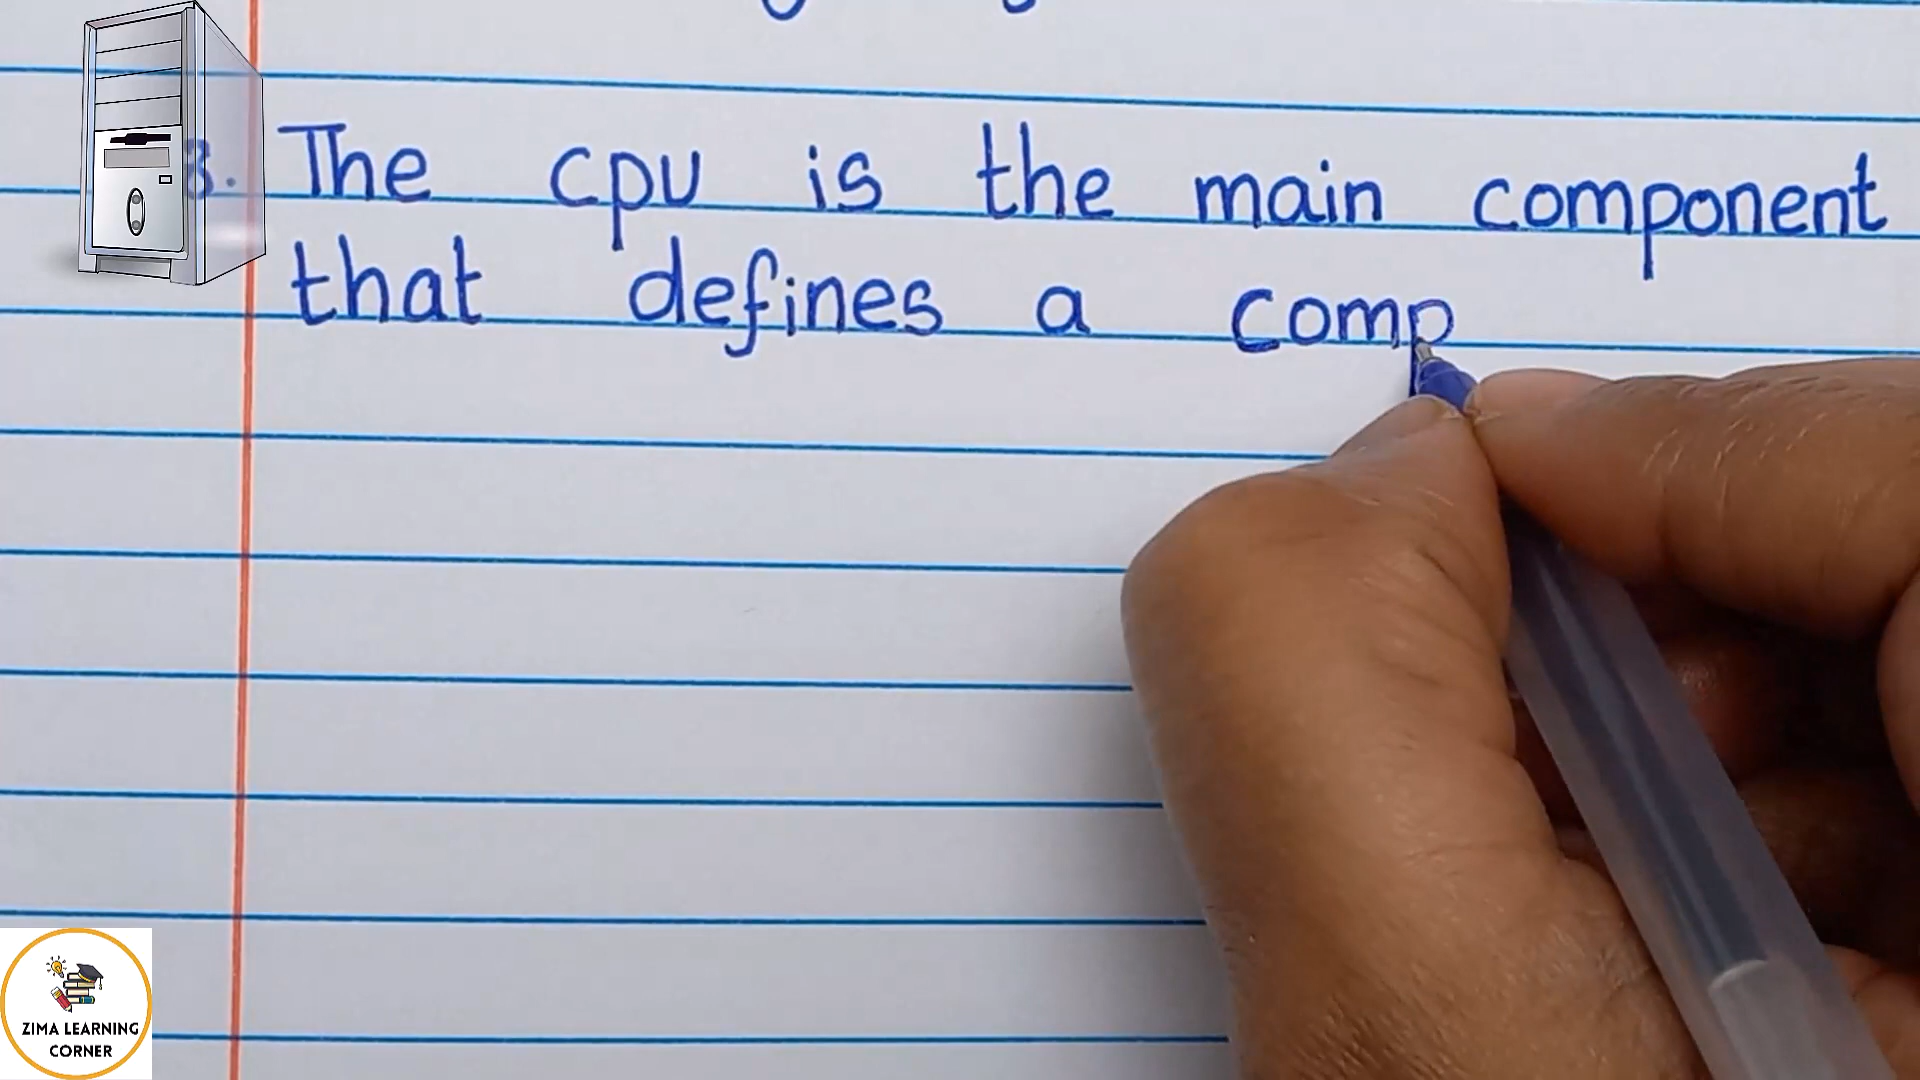 3. The cpu is the main component
that defines a comp
ZIMA LEARNING
CORNER